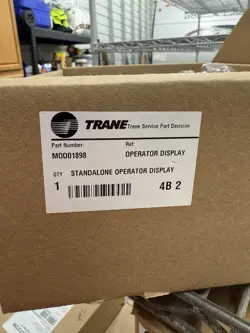 TRANE Trane Service Part Division
Part Number: Ref:
MOD01898 OPERATOR DISPLAY
QTY STANDALONE OPERATOR DISPLAY
1 4B 2